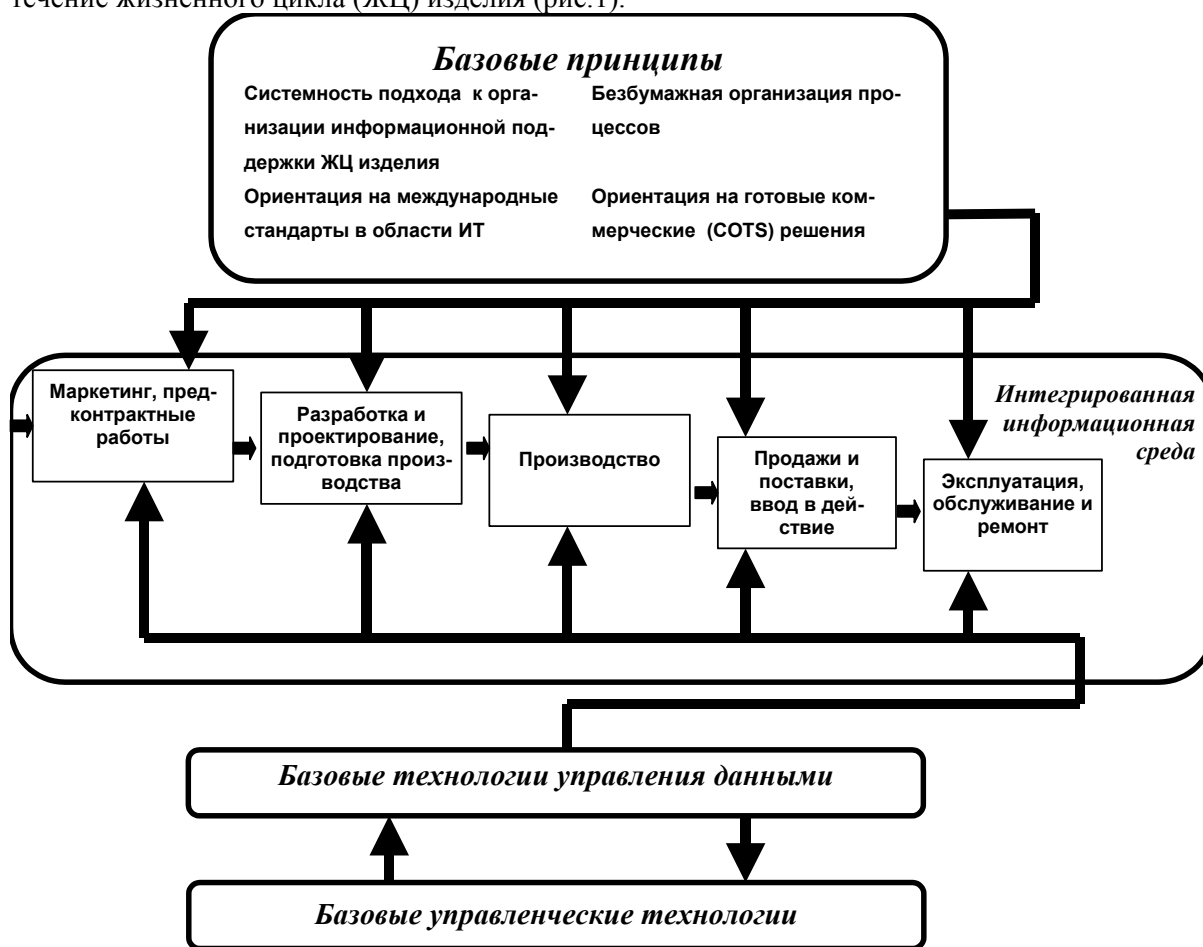 течение жизненного цикла (ЖЦ) изделия (рис.1).
Базовые принципы
Системность подхода к орга-
низации информационной под-
держки ЖЦ изделия
Безбумажная организация про-
цессов
Ориентация на международные
стандарты в области ИТ
Ориентация на готовые ком-
мерческие (COTS) решения
Интегрированная
информационная
среда
Маркетинг, пред-
контрактные
работы
Разработка и
проектирование,
подготовка произ-
водства
Производство
Продажи и
поставки,
ввод в дей-
ствие
Эксплуатация,
обслуживание и
ремонт
Базовые технологии управления данными
Базовые управленческие технологии